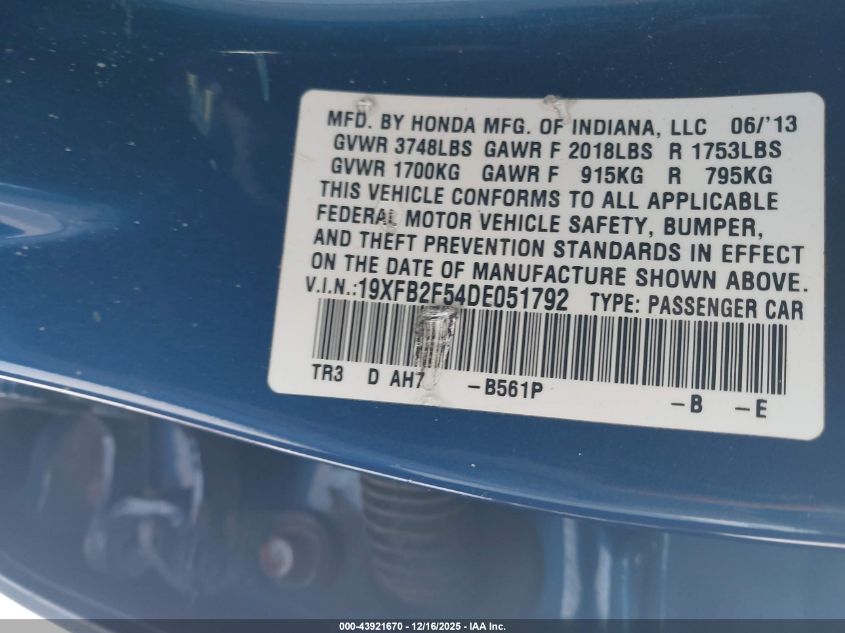 MFD. BY HONDA MFG. OF INDIANA, LLC 06/'13
GVWR 3748LBS GAWR F 2018LBS R 1753LBS
GVWR 1700KG GAWR F 915KG R 795KG
THIS VEHICLE CONFORMS TO ALL APPLICABLE
FEDERAL MOTOR VEHICLE SAFETY, BUMPER,
AND THEFT PREVENTION STANDARDS IN EFFECT
ON THE DATE OF MANUFACTURE SHOWN ABOVE.
V.I.N.:19XFB2F54DE051792 TYPE: PASSENGER CAR
TR3 D AH7 -B561P -B -E
000-43921670 - 12/16/2025 - IAA Inc.